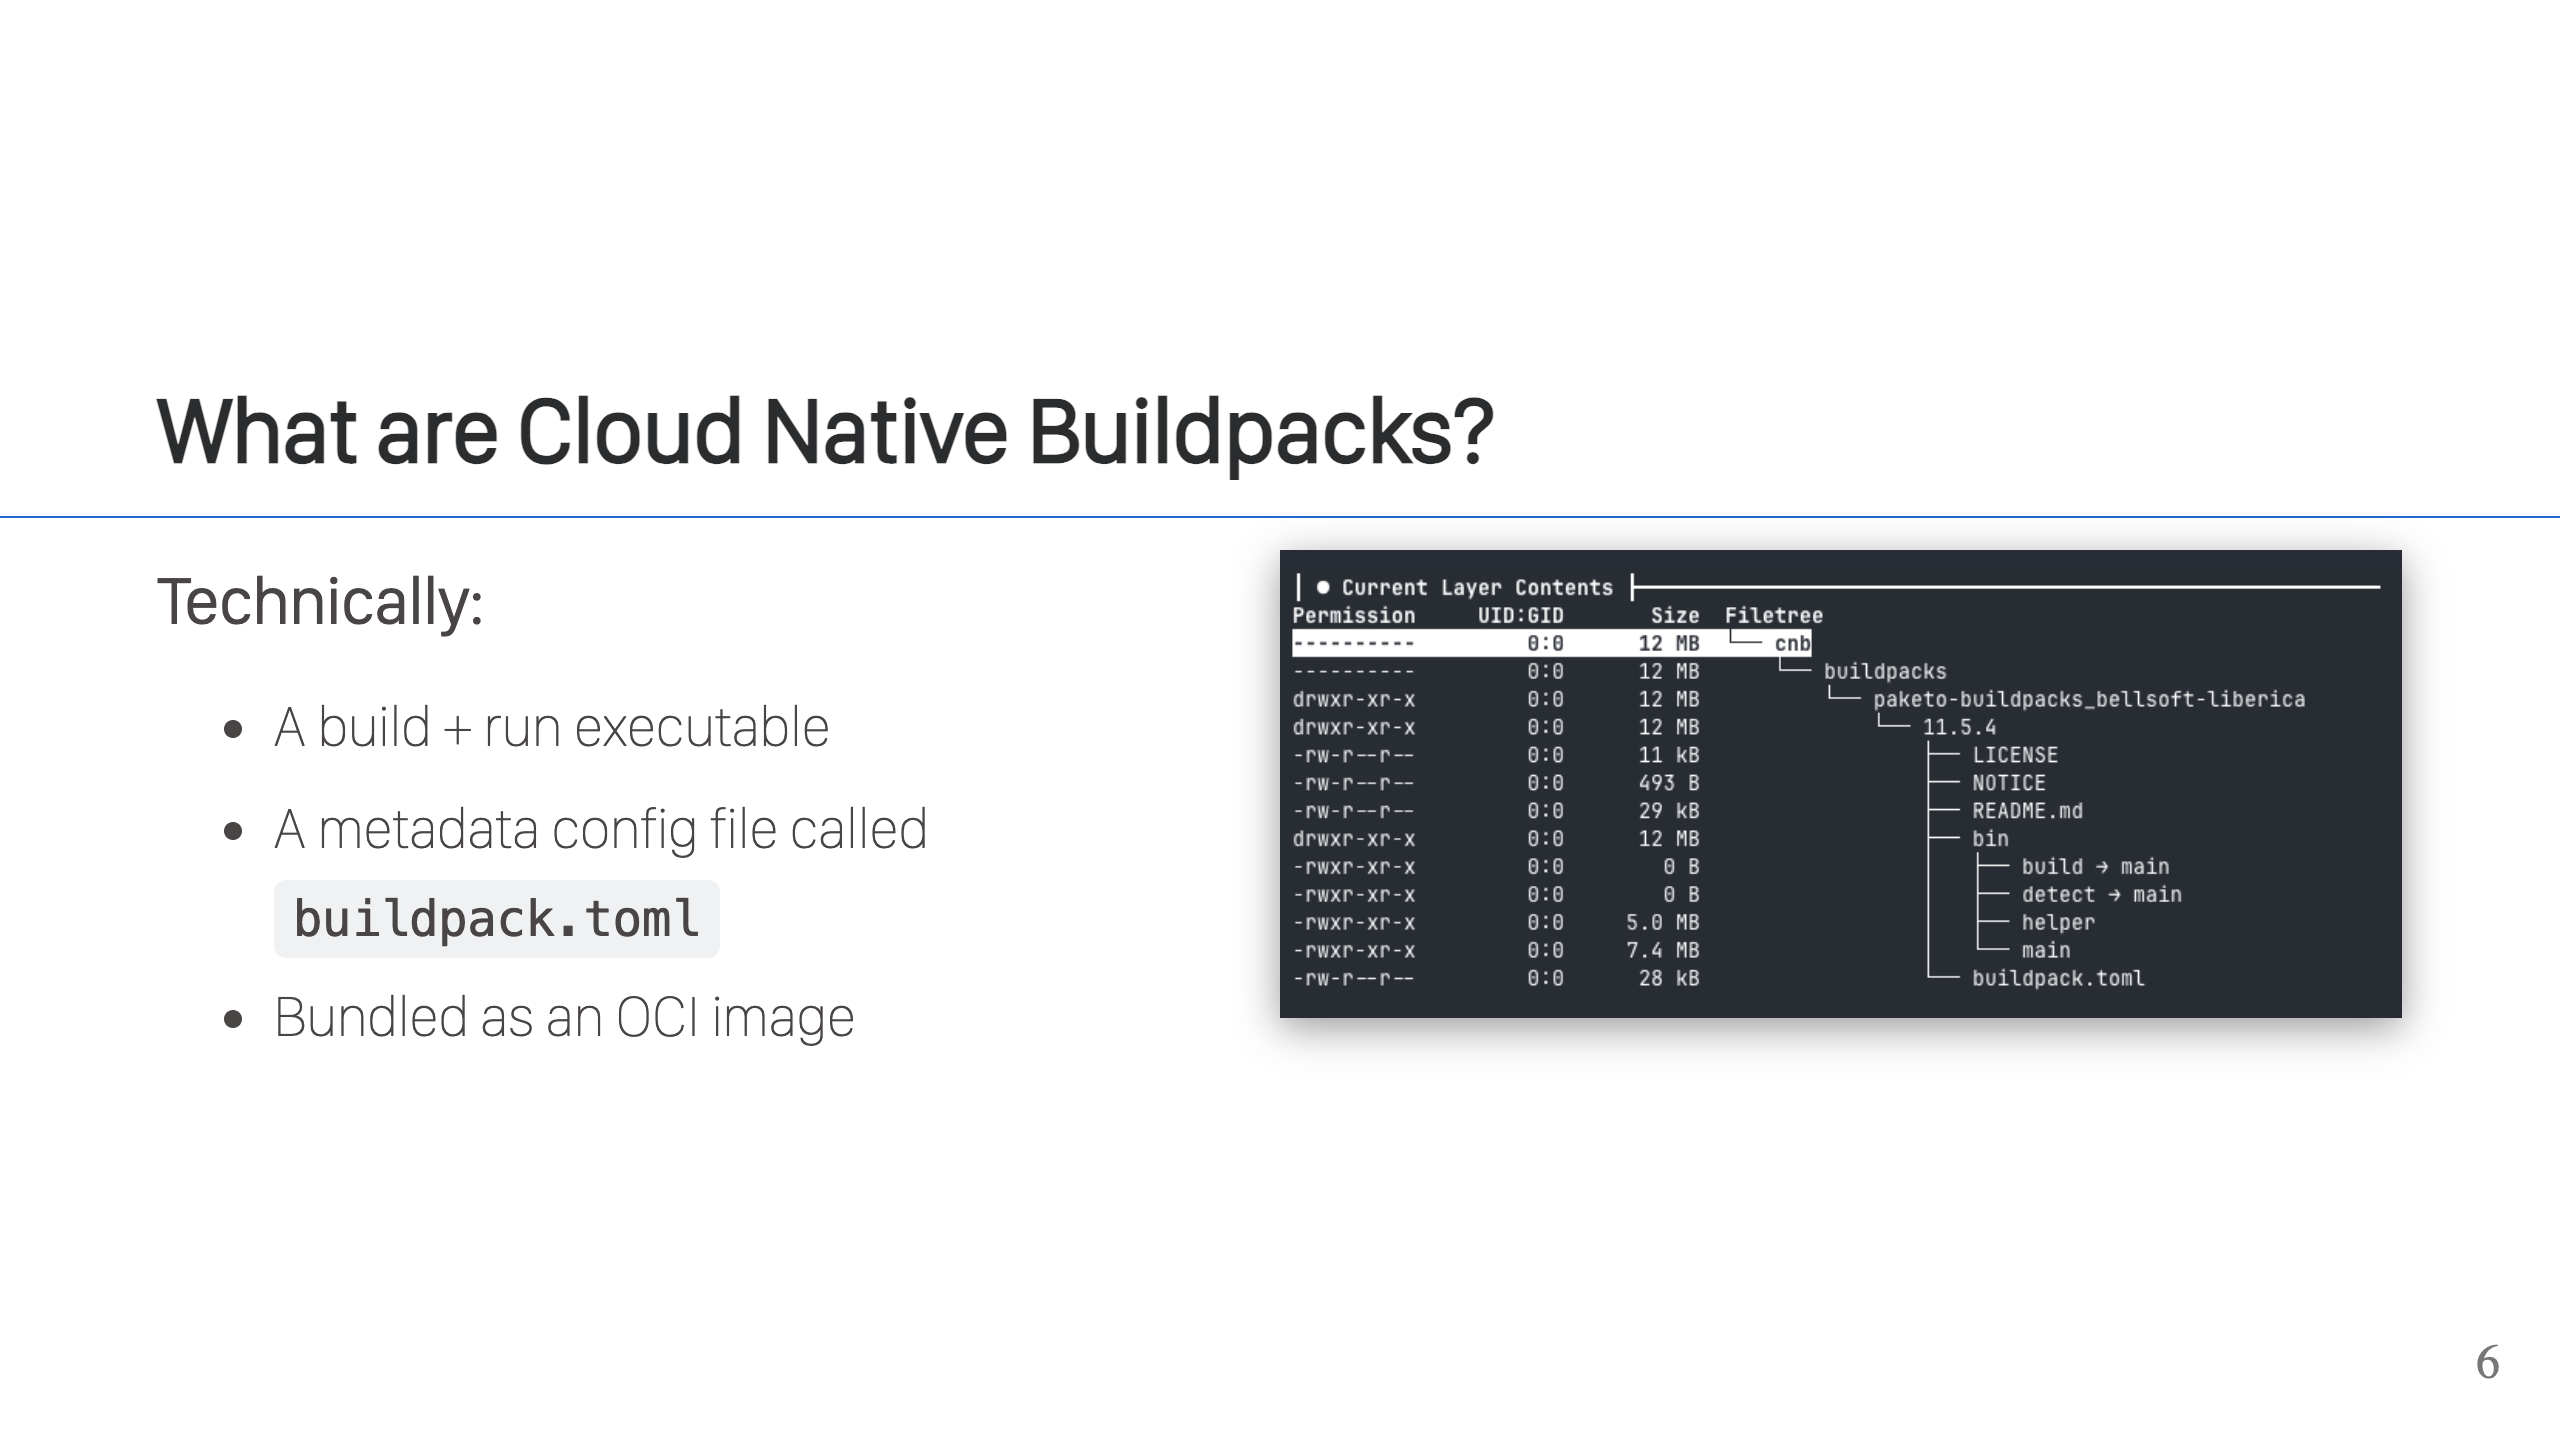 What are Cloud Native Buildpacks?
Technically:
• A build + run executable
• A metadata config file called
buildpack.toml
• Bundled as an OCI image
│ ● Current Layer Contents ├──────────────
Permission     UID:GID       Size  Filetree
----------         0:0      12 MB  └── cnb
----------         0:0      12 MB      └── buildpacks
drwxr-xr-x         0:0      12 MB          └── paketo-buildpacks_bellsoft-liberica
drwxr-xr-x         0:0      12 MB              └── 11.5.4
-rw-r--r--         0:0      11 kB                  ├── LICENSE
-rw-r--r--         0:0      493 B                  ├── NOTICE
-rw-r--r--         0:0      29 kB                  ├── README.md
drwxr-xr-x         0:0      12 MB                  ├── bin
-rwxr-xr-x         0:0        0 B                  │   ├── build → main
-rwxr-xr-x         0:0        0 B                  │   ├── detect → main
-rwxr-xr-x         0:0     5.0 MB                  │   ├── helper
-rwxr-xr-x         0:0     7.4 MB                  │   └── main
-rw-r--r--         0:0      28 kB                  └── buildpack.toml
6